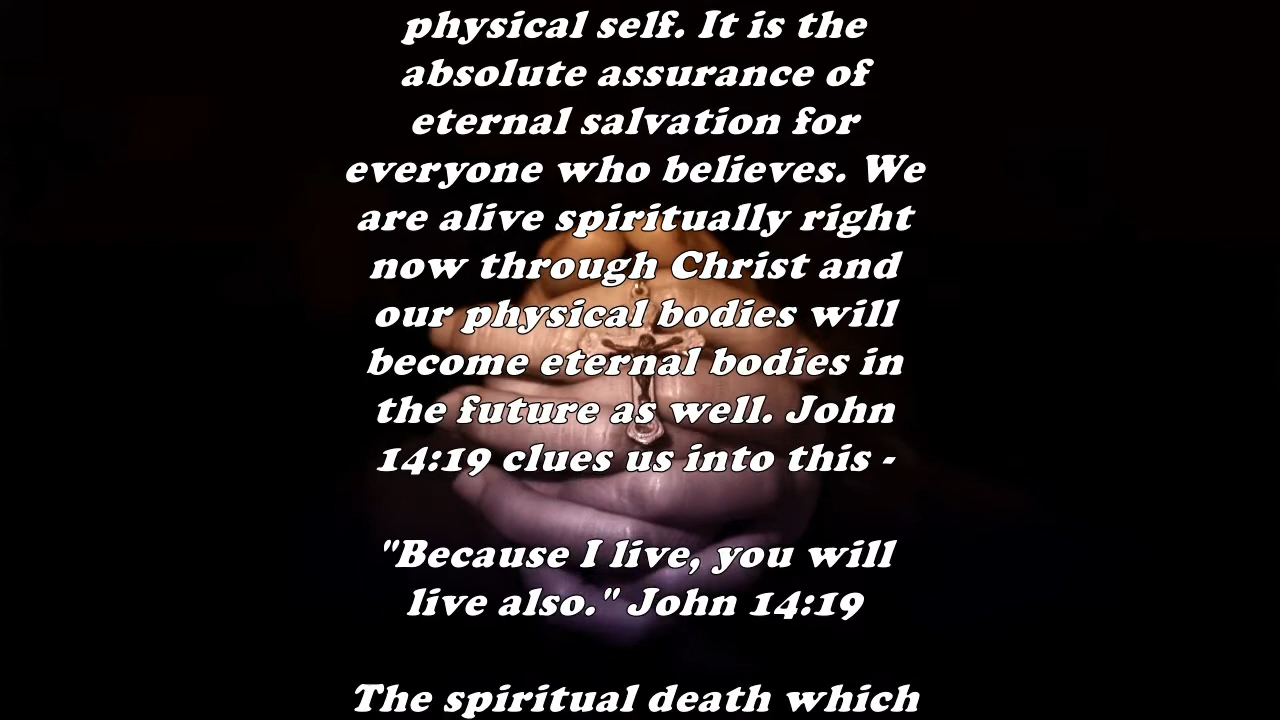 physical self. It is the
absolute assurance of
eternal salvation for
everyone who believes. We
are alive spiritually right
now through Christ and
our physical bodies will
become eternal bodies in
the future as well. John
14:19 clues us into this -
"Because I live, you will
live also." John 14:19
The spiritual death which